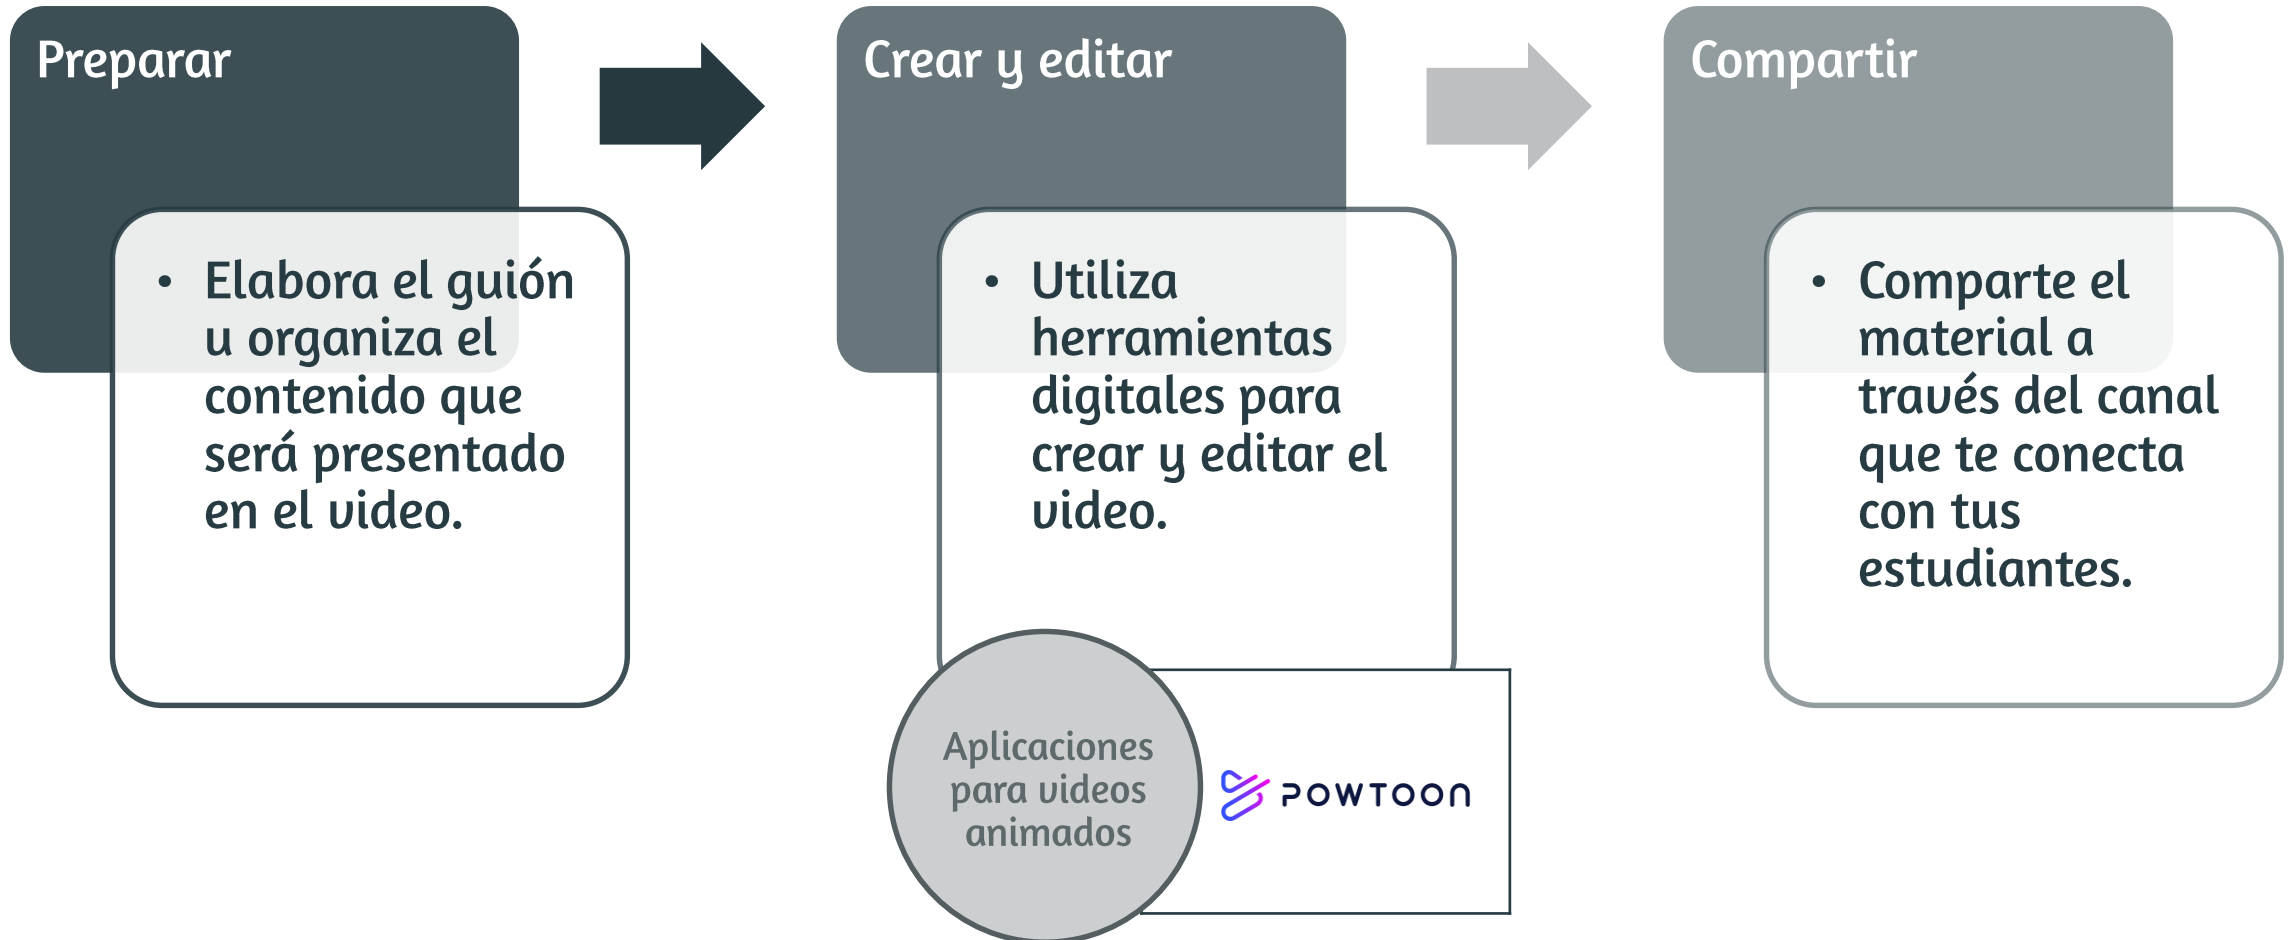 Preparar
• Elabora el guión
u organiza el
contenido que
será presentado
en el video.
Crear y editar
• Utiliza
herramientas
digitales para
crear y editar el
video.
Aplicaciones
para videos
animados
POWTOON
Compartir
• Comparte el
material a
través del canal
que te conecta
con tus
estudiantes.